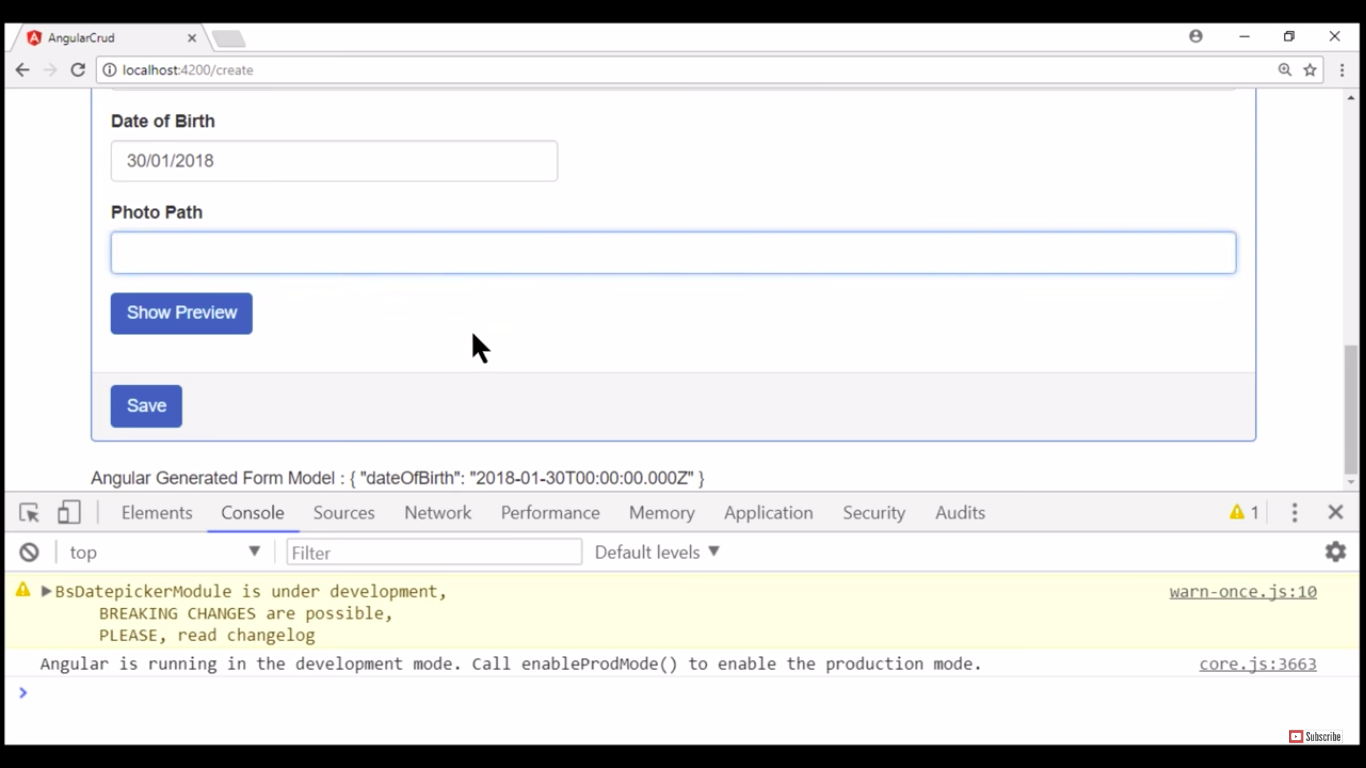 AngularCrud
localhost:4200/create
Date of Birth
30/01/2018
Photo Path
Show Preview
Save
Angular Generated Form Model : { "dateOfBirth": "2018-01-30T00:00:00.000Z" }
Elements Console Sources Network Performance Memory Application Security Audits 1
top Filter Default levels
BsDatepickerModule is under development, warn-once.js:10
BREAKING CHANGES are possible,
PLEASE, read changelog
Angular is running in the development mode. Call enableProdMode() to enable the production mode. core.js:3663
Subscribe